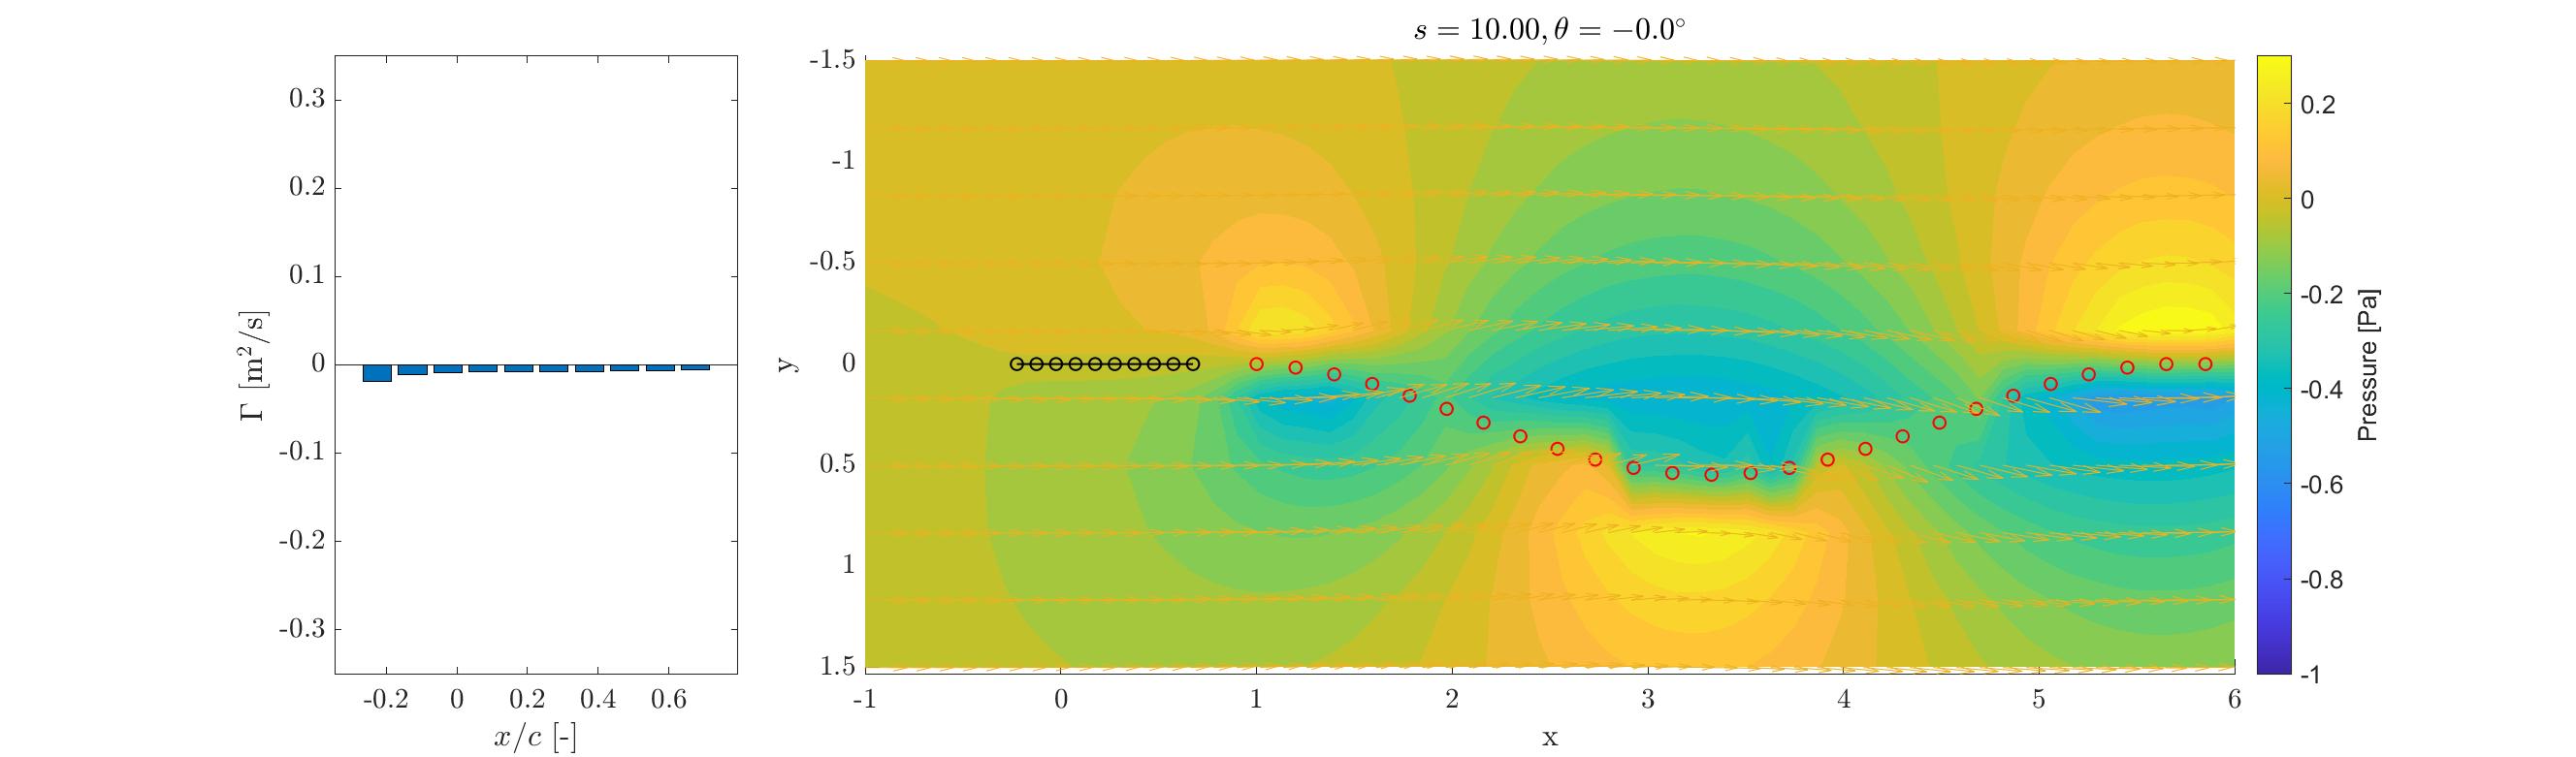 s = 10.00, θ = −0.0°
0.3
0.2
0.1
0
-0.1
-0.2
-0.3
Γ [m²/s]
-0.2 0 0.2 0.4 0.6
x/c [-]
-1.5
-1
-0.5
0
0.5
1
1.5
y
-1 0 1 2 3 4 5 6
x
0.2
0
-0.2
-0.4
-0.6
-0.8
-1
Pressure [Pa]